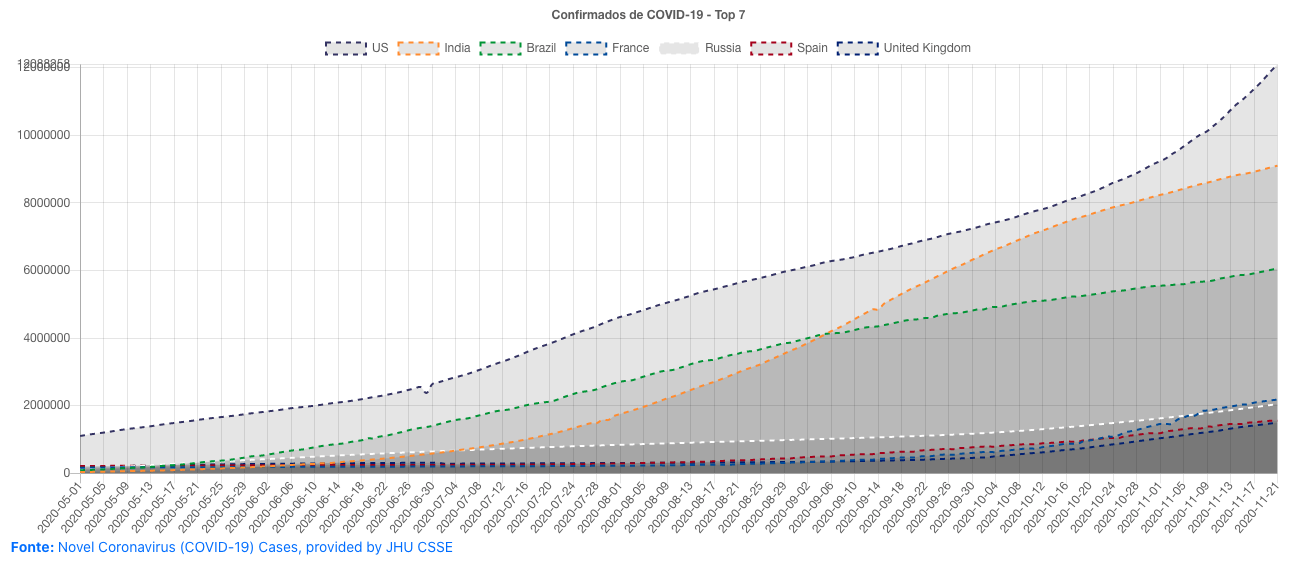 Confirmados de COVID-19 - Top 7
US India Brazil France Russia Spain United Kingdom
12000000
10000000
8000000
6000000
4000000
2000000
0
2020-05-01 2020-05-05 2020-05-09 2020-05-13 2020-05-17 2020-05-21 2020-05-25 2020-05-29 2020-06-02 2020-06-06 2020-06-10 2020-06-14 2020-06-18 2020-06-22 2020-06-26 2020-06-30 2020-07-04 2020-07-08 2020-07-12 2020-07-16 2020-07-20 2020-07-24 2020-07-28 2020-08-01 2020-08-05 2020-08-09 2020-08-13 2020-08-17 2020-08-21 2020-08-25 2020-08-29 2020-09-02 2020-09-06 2020-09-10 2020-09-14 2020-09-18 2020-09-22 2020-09-26 2020-09-30 2020-10-04 2020-10-08 2020-10-12 2020-10-16 2020-10-20 2020-10-24 2020-10-28 2020-11-01 2020-11-05 2020-11-09 2020-11-13 2020-11-17 2020-11-21
Fonte: Novel Coronavirus (COVID-19) Cases, provided by JHU CSSE